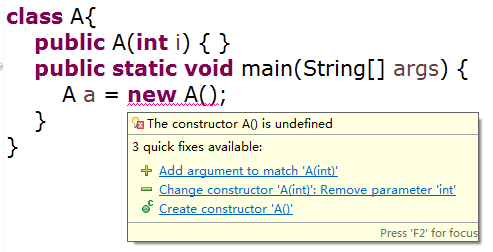 class A{
public A(int i) { }
public static void main(String[] args) {
A a = new A();
}
}
The constructor A() is undefined
3 quick fixes available:
Add argument to match 'A(int)'
Change constructor 'A(int)': Remove parameter 'int'
Create constructor 'A()'
Press 'F2' for focus